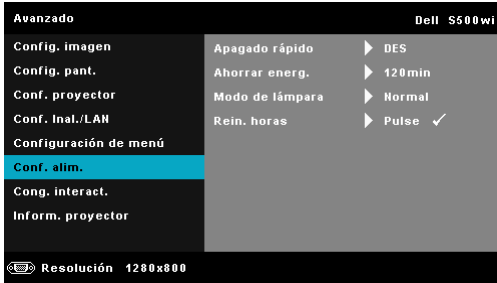 Avanzado Dell S500wi
Config. imagen
Config. pant.
Conf. proyector
Conf. Inal./LAN
Configuración de menú
Conf. alim.
Cong. interact.
Inform. proyector
Apagado rápido DES
Ahorrar energ. 120min
Modo de lámpara Normal
Rein. horas Pulse
Resolución 1280x800